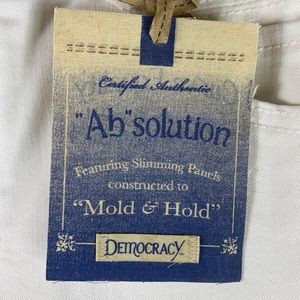 Certified Authentic
"Ab"solution
Featuring Slimming Panels
constructed to
"Mold & Hold"
DEMOCRACY